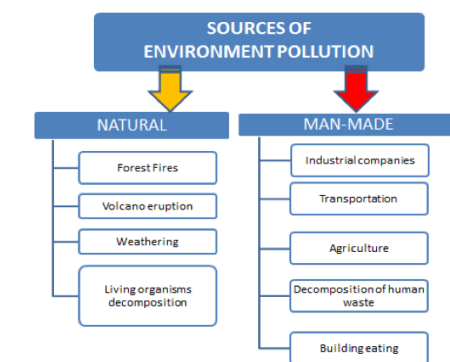 SOURCES OF
ENVIRONMENT POLLUTION
NATURAL
Forest Fires
Volcano eruption
Weathering
Living organisms
decomposition
MAN-MADE
Industrial companies
Transportation
Agriculture
Decomposition of human
waste
Building eating